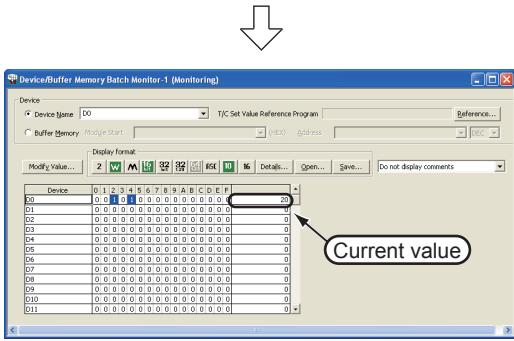 Device/Buffer Memory Batch Monitor-1 (Monitoring)
Device
Device Name D0 T/C Set Value Reference Program Reference...
Buffer Memory Module Start (HEX) Address DEC
Display format
Modify Value... 2 W M 16 bit 32 bit 32 ASC 10 16 Details... Open... Save... Do not display comments
Device 0 1 2 3 4 5 6 7 8 9 A B C D E F
D0 0 0 1 0 1 0 0 0 0 0 0 0 0 0 0 0 20
D1 0 0 0 0 0 0 0 0 0 0 0 0 0 0 0 0 0
D2 0 0 0 0 0 0 0 0 0 0 0 0 0 0 0 0 0
D3 0 0 0 0 0 0 0 0 0 0 0 0 0 0 0 0 0
D4 0 0 0 0 0 0 0 0 0 0 0 0 0 0 0 0 0
D5 0 0 0 0 0 0 0 0 0 0 0 0 0 0 0 0 0
D6 0 0 0 0 0 0 0 0 0 0 0 0 0 0 0 0 0
D7 0 0 0 0 0 0 0 0 0 0 0 0 0 0 0 0 0
D8 0 0 0 0 0 0 0 0 0 0 0 0 0 0 0 0 0
D9 0 0 0 0 0 0 0 0 0 0 0 0 0 0 0 0 0
D10 0 0 0 0 0 0 0 0 0 0 0 0 0 0 0 0 0
D11 0 0 0 0 0 0 0 0 0 0 0 0 0 0 0 0 0
Current value